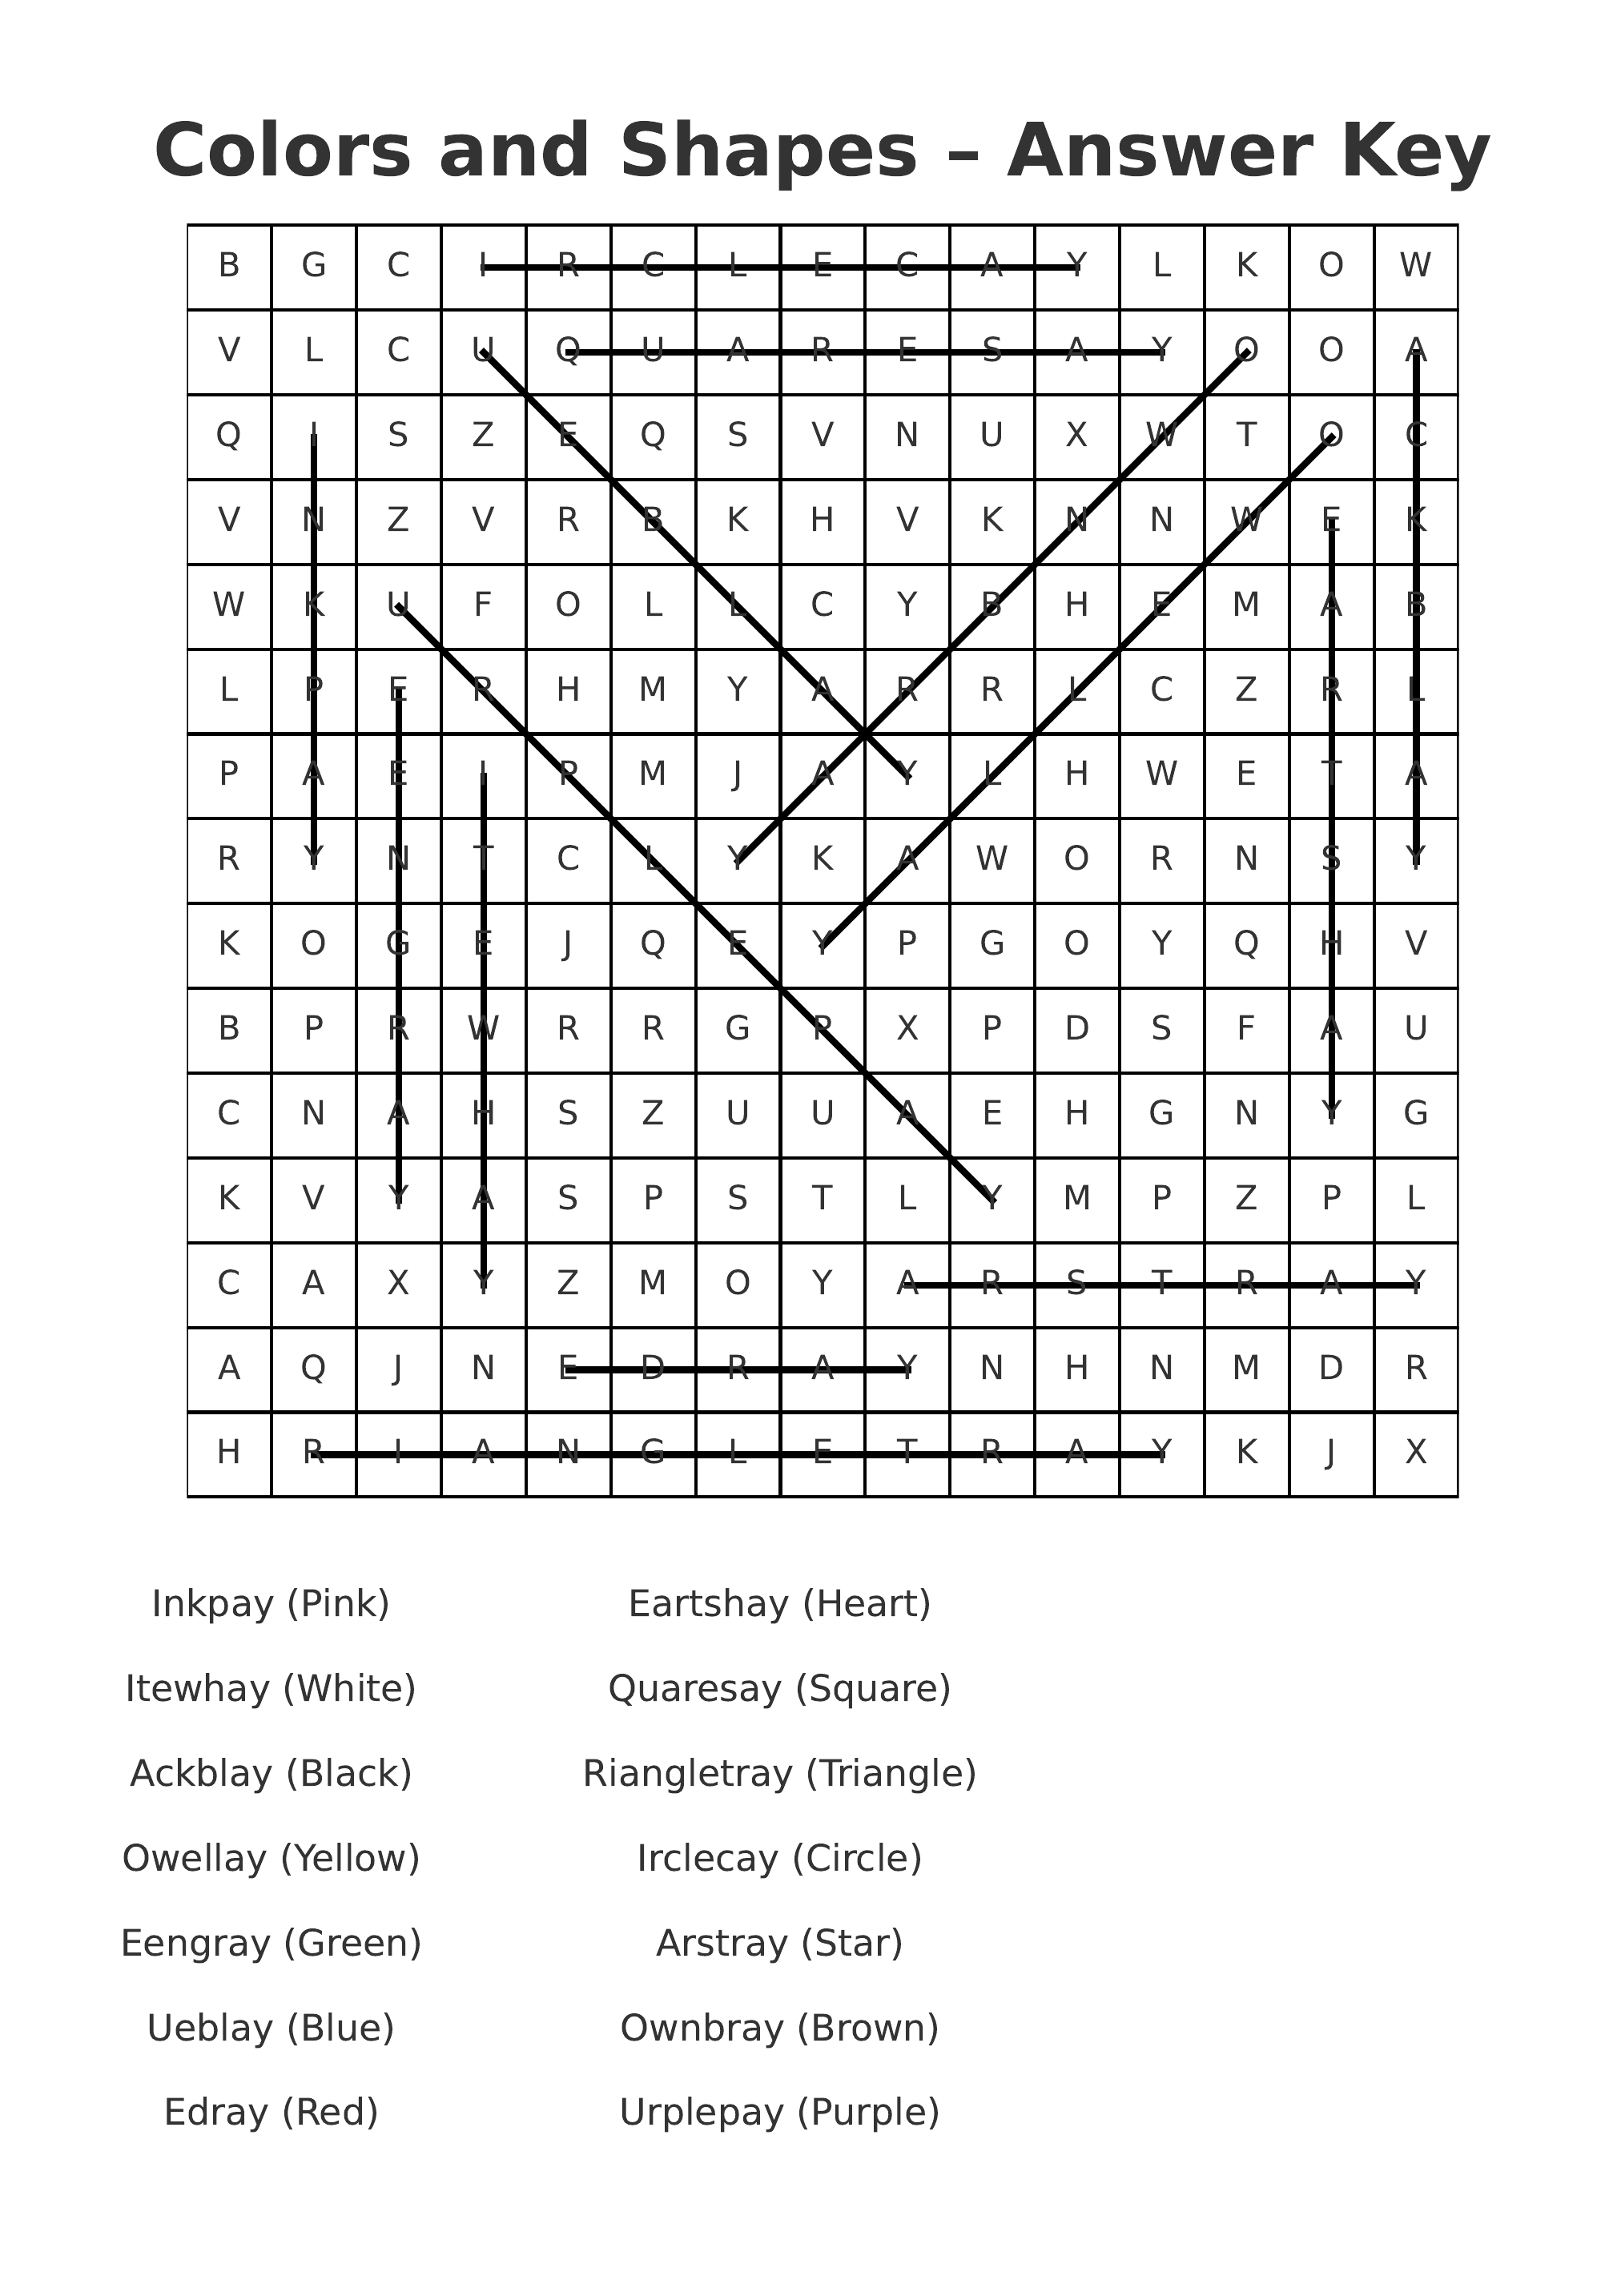 Colors and Shapes – Answer Key
B G C I R C L E C A Y L K O W
V L C U Q U A R E S A Y O O A
Q I S Z E Q S V N U X W T O C
V N Z V R B K H V K N N W E K
W K U F O L L C Y B H E M A B
L P E R H M Y A R R L C Z R L
P A E I P M J A Y L H W E T A
R Y N T C L Y K A W O R N S Y
K O G E J Q E Y P G O Y Q H V
B P R W R R G P X P D S F A U
C N A H S Z U U A E H G N Y G
K V Y A S P S T L Y M P Z P L
C A X Y Z M O Y A R S T R A Y
A Q J N E D R A Y N H N M D R
H R I A N G L E T R A Y K J X
Inkpay (Pink) Eartshay (Heart)
Itewhay (White) Quaresay (Square)
Ackblay (Black) Riangletray (Triangle)
Owellay (Yellow) Irclecay (Circle)
Eengray (Green) Arstray (Star)
Ueblay (Blue) Ownbray (Brown)
Edray (Red) Urplepay (Purple)